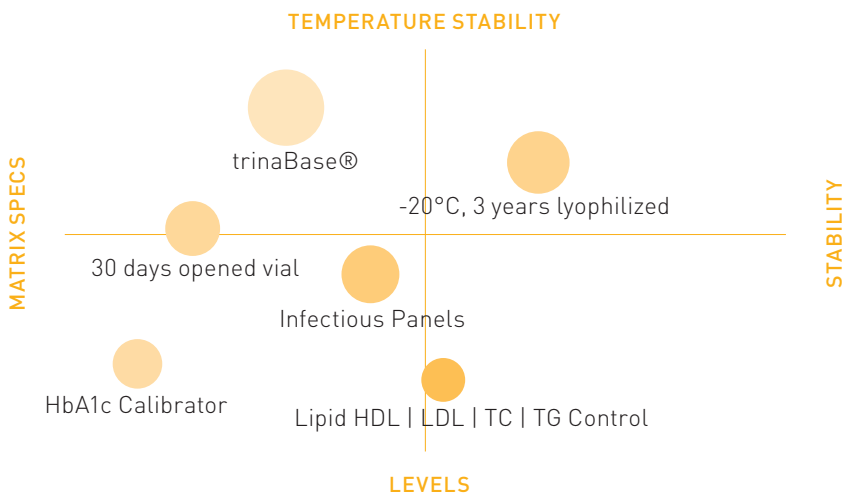 TEMPERATURE STABILITY
trinaBase®
MATRIX SPECS
STABILITY
-20°C, 3 years lyophilized
30 days opened vial
Infectious Panels
HbA1c Calibrator
Lipid HDL | LDL | TC | TG Control
LEVELS